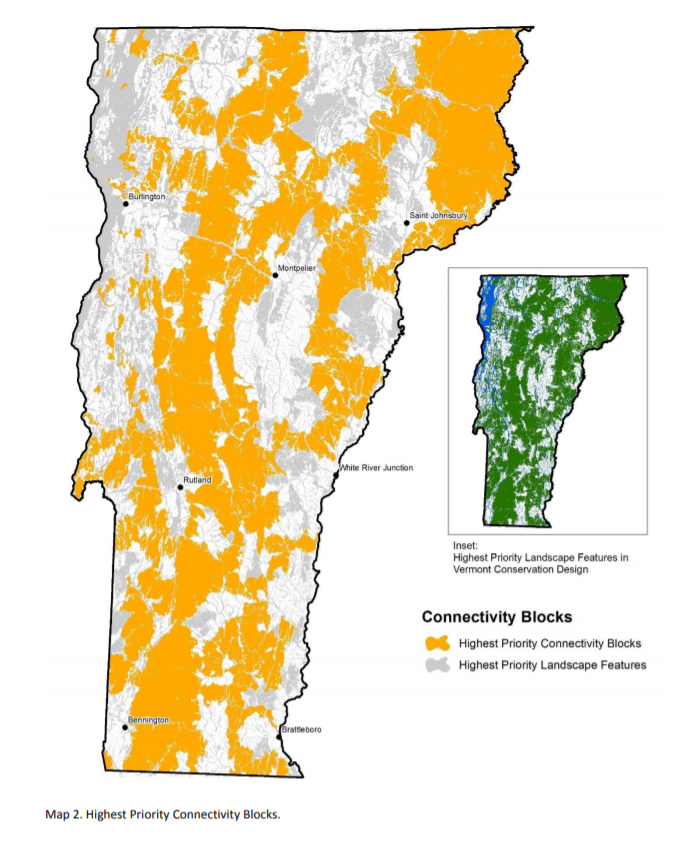 Burlington
Saint Johnsbury
Montpelier
White River Junction
Rutland
Inset:
Highest Priority Landscape Features in
Vermont Conservation Design
Connectivity Blocks
Highest Priority Connectivity Blocks
Highest Priority Landscape Features
Bennington
Brattleboro
Map 2. Highest Priority Connectivity Blocks.